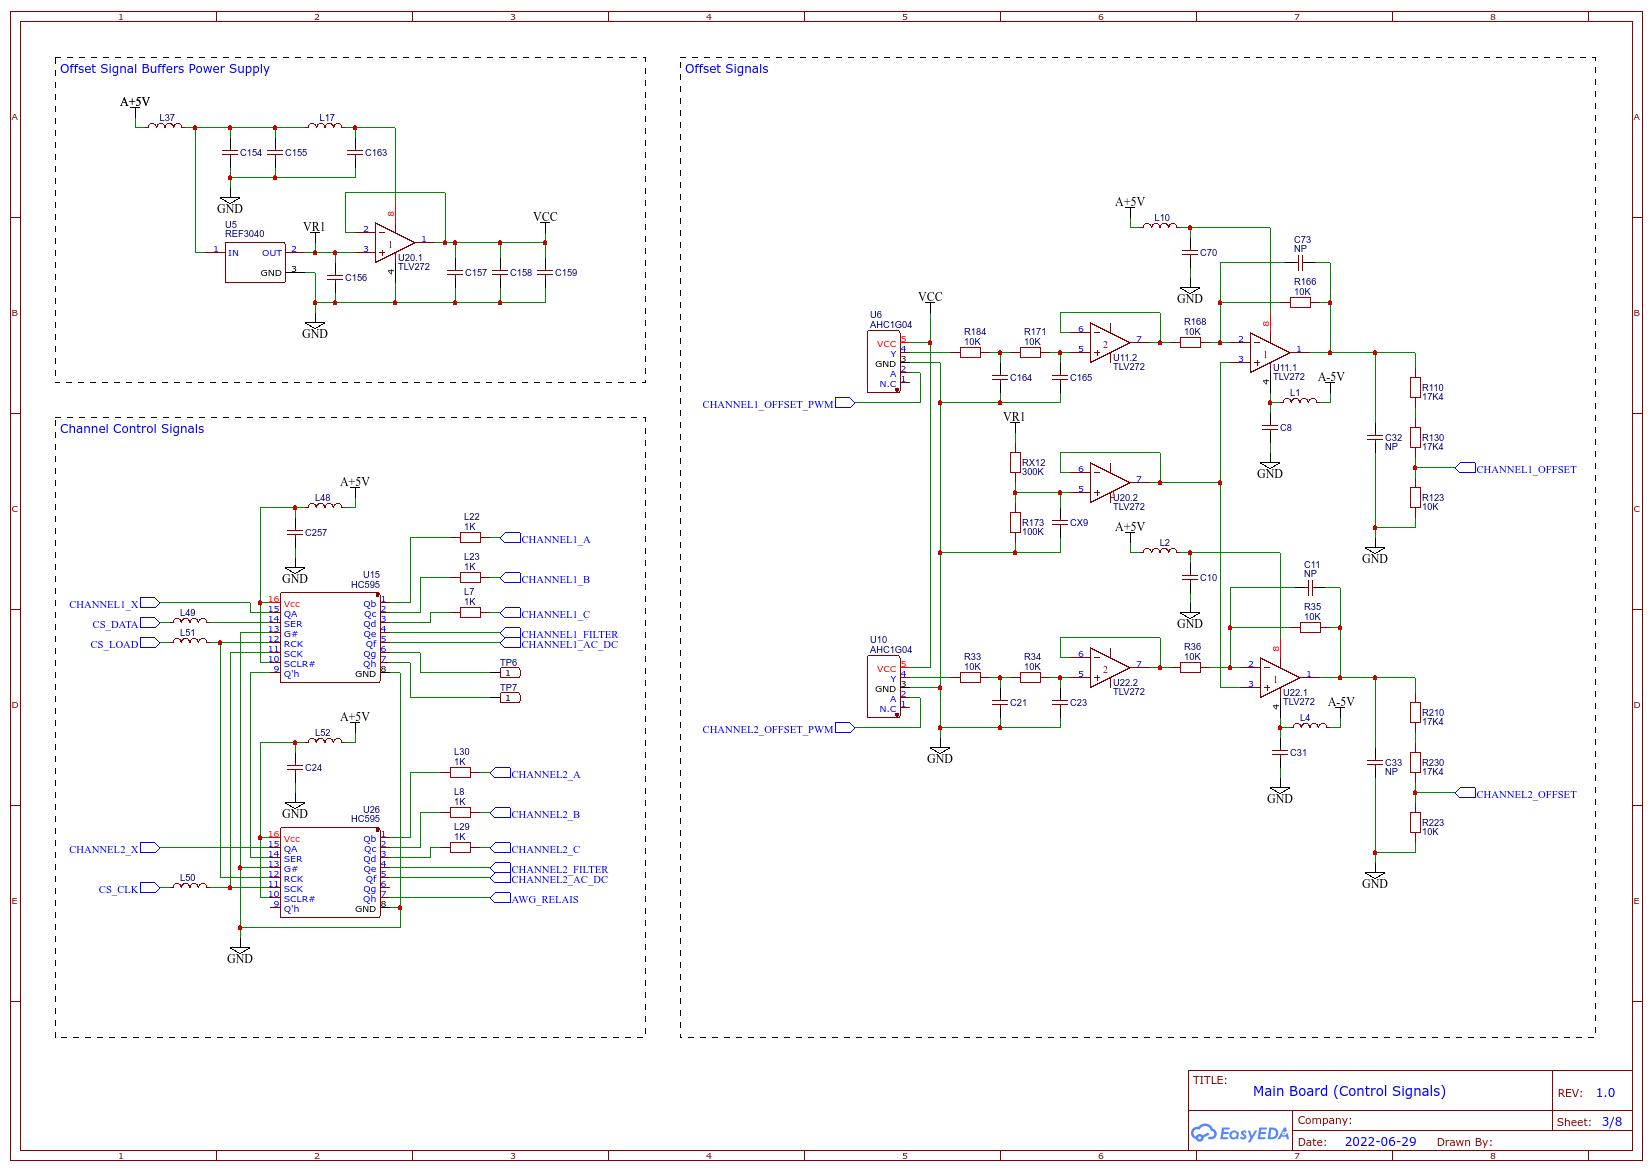 1 2 3 4 5 6 7 8
A A
B B
C C
D D
E E
Offset Signal Buffers Power Supply
A+5V
L37
L17
C154
C155
C163
GND
U5
REF3040
VR1
VCC
1 IN
OUT 2
GND 3
C156
2
3
8
1
4
1
U20.1
TLV272
C157
C158
C159
GND
Channel Control Signals
A+5V
L48
C257
GND
L22
1K
CHANNEL1_A
L23
1K
CHANNEL1_B
L7
1K
CHANNEL1_C
U15
HC595
CHANNEL1_X
CS_DATA
L49
CS_LOAD
L51
16 Vcc
15 QA
14 SER
13 G#
12 RCK
11 SCK
10 SCLR#
9 Q'h
Qb 1
Qc 2
Qd 3
Qe 4
Qf 5
Qg 6
Qh 7
GND 8
CHANNEL1_FILTER
CHANNEL1_AC_DC
TP6
1
TP7
1
A+5V
L52
C24
GND
L30
1K
CHANNEL2_A
L8
1K
CHANNEL2_B
L29
1K
CHANNEL2_C
U26
HC595
CHANNEL2_X
CS_CLK
L50
16 Vcc
15 QA
14 SER
13 G#
12 RCK
11 SCK
10 SCLR#
9 Q'h
Qb 1
Qc 2
Qd 3
Qe 4
Qf 5
Qg 6
Qh 7
GND 8
CHANNEL2_FILTER
CHANNEL2_AC_DC
AWG_RELAIS
GND
Offset Signals
A+5V
L10
C70
GND
C73
NP
R166
10K
VCC
U6
AHC1G04
VCC 5
Y 4
GND 3
A 2
N.C 1
CHANNEL1_OFFSET_PWM
R184
10K
R171
10K
C164
C165
6
5
2
7
U11.2
TLV272
R168
10K
2
3
8
1
4
1
U11.1
TLV272
A-5V
L1
C8
GND
R110
17K4
C32
NP
R130
17K4
CHANNEL1_OFFSET
R123
10K
GND
VR1
RX12
300K
R173
100K
CX9
6
5
2
7
U20.2
TLV272
A+5V
L2
C10
GND
C11
NP
R35
10K
U10
AHC1G04
VCC 5
Y 4
GND 3
A 2
N.C 1
CHANNEL2_OFFSET_PWM
R33
10K
R34
10K
C21
C23
GND
6
5
2
7
U22.2
TLV272
R36
10K
2
3
8
1
4
1
U22.1
TLV272
A-5V
L4
C31
GND
R210
17K4
C33
NP
R230
17K4
CHANNEL2_OFFSET
R223
10K
GND
TITLE:
Main Board (Control Signals)
REV: 1.0
EasyEDA
Company:
Sheet: 3/8
Date: 2022-06-29 Drawn By:
1 2 3 4 5 6 7 8